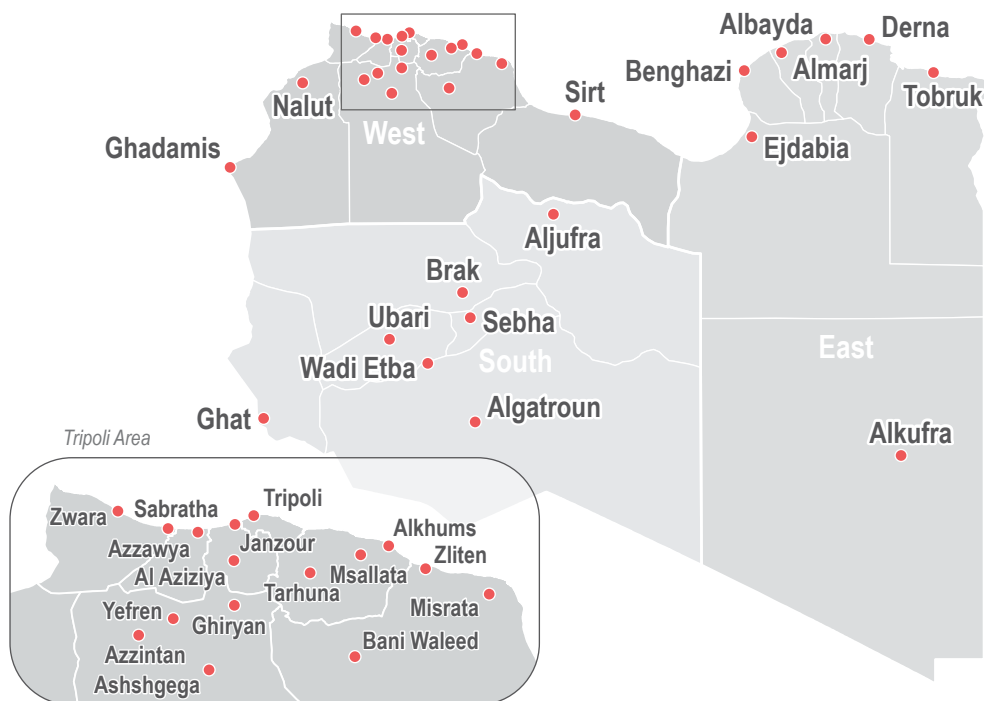 Albayda
Derna
Benghazi
Almarj
Nalut
Sirt
Tobruk
West
Ghadamis
Ejdabia
Aljufra
Brak
Ubari
Sebha
Wadi Etba
South
East
Ghat
Algatroun
Alkufra
Tripoli Area
Tripoli
Sabratha
Zwara
Alkhums
Azzawya
Janzour
Zliten
Al Aziziya
Msallata
Tarhuna
Misrata
Yefren
Ghiryan
Bani Waleed
Azzintan
Ashshgega